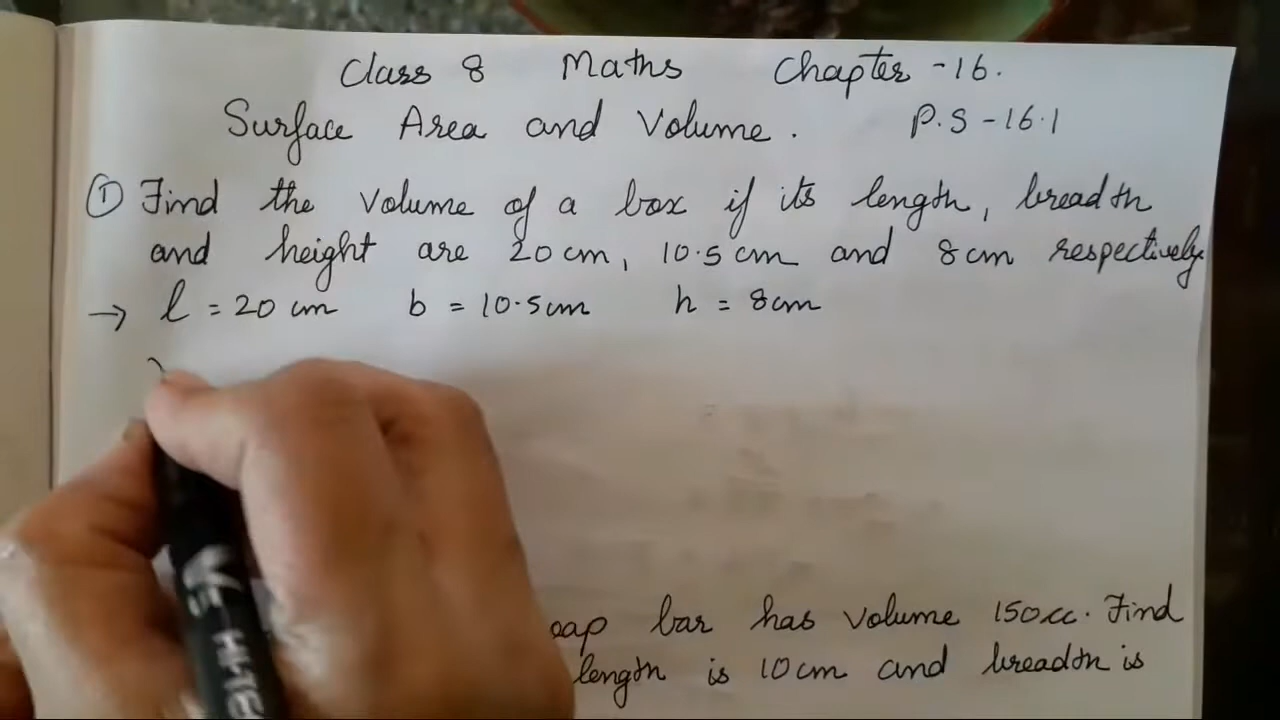 Class 8 Maths Chapter -16.
Surface Area and Volume. P.S -16.1
① Find the volume of a box if its length, breadth
and height are 20 cm, 10.5 cm and 8 cm respectively.
→ l = 20 cm b = 10.5 cm h = 8 cm
bar has volume 150cc. Find
length is 10 cm and breadth is
HI-TEC